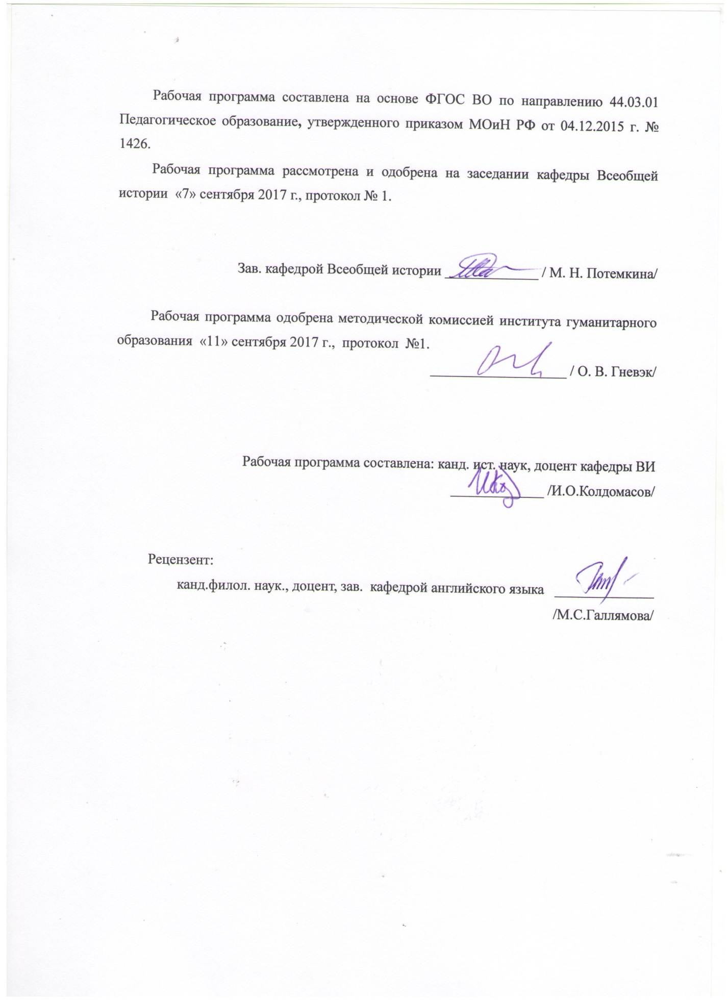 Рабочая программа составлена на основе ФГОС ВО по направлению 44.03.01
Педагогическое образование, утвержденного приказом МОиН РФ от 04.12.2015 г. №
1426.
Рабочая программа рассмотрена и одобрена на заседании кафедры Всеобщей
истории «7» сентября 2017 г., протокол № 1.
Зав. кафедрой Всеобщей истории _____________ / М. Н. Потемкина/
Рабочая программа одобрена методической комиссией института гуманитарного
образования «11» сентября 2017 г., протокол №1.
___________________ / О. В. Гневэк/
Рабочая программа составлена: канд. ист. наук, доцент кафедры ВИ
_____________ /И.О.Колдомасов/
Рецензент:
канд.филол. наук., доцент, зав. кафедрой английского языка ______________
/М.С.Галлямова/